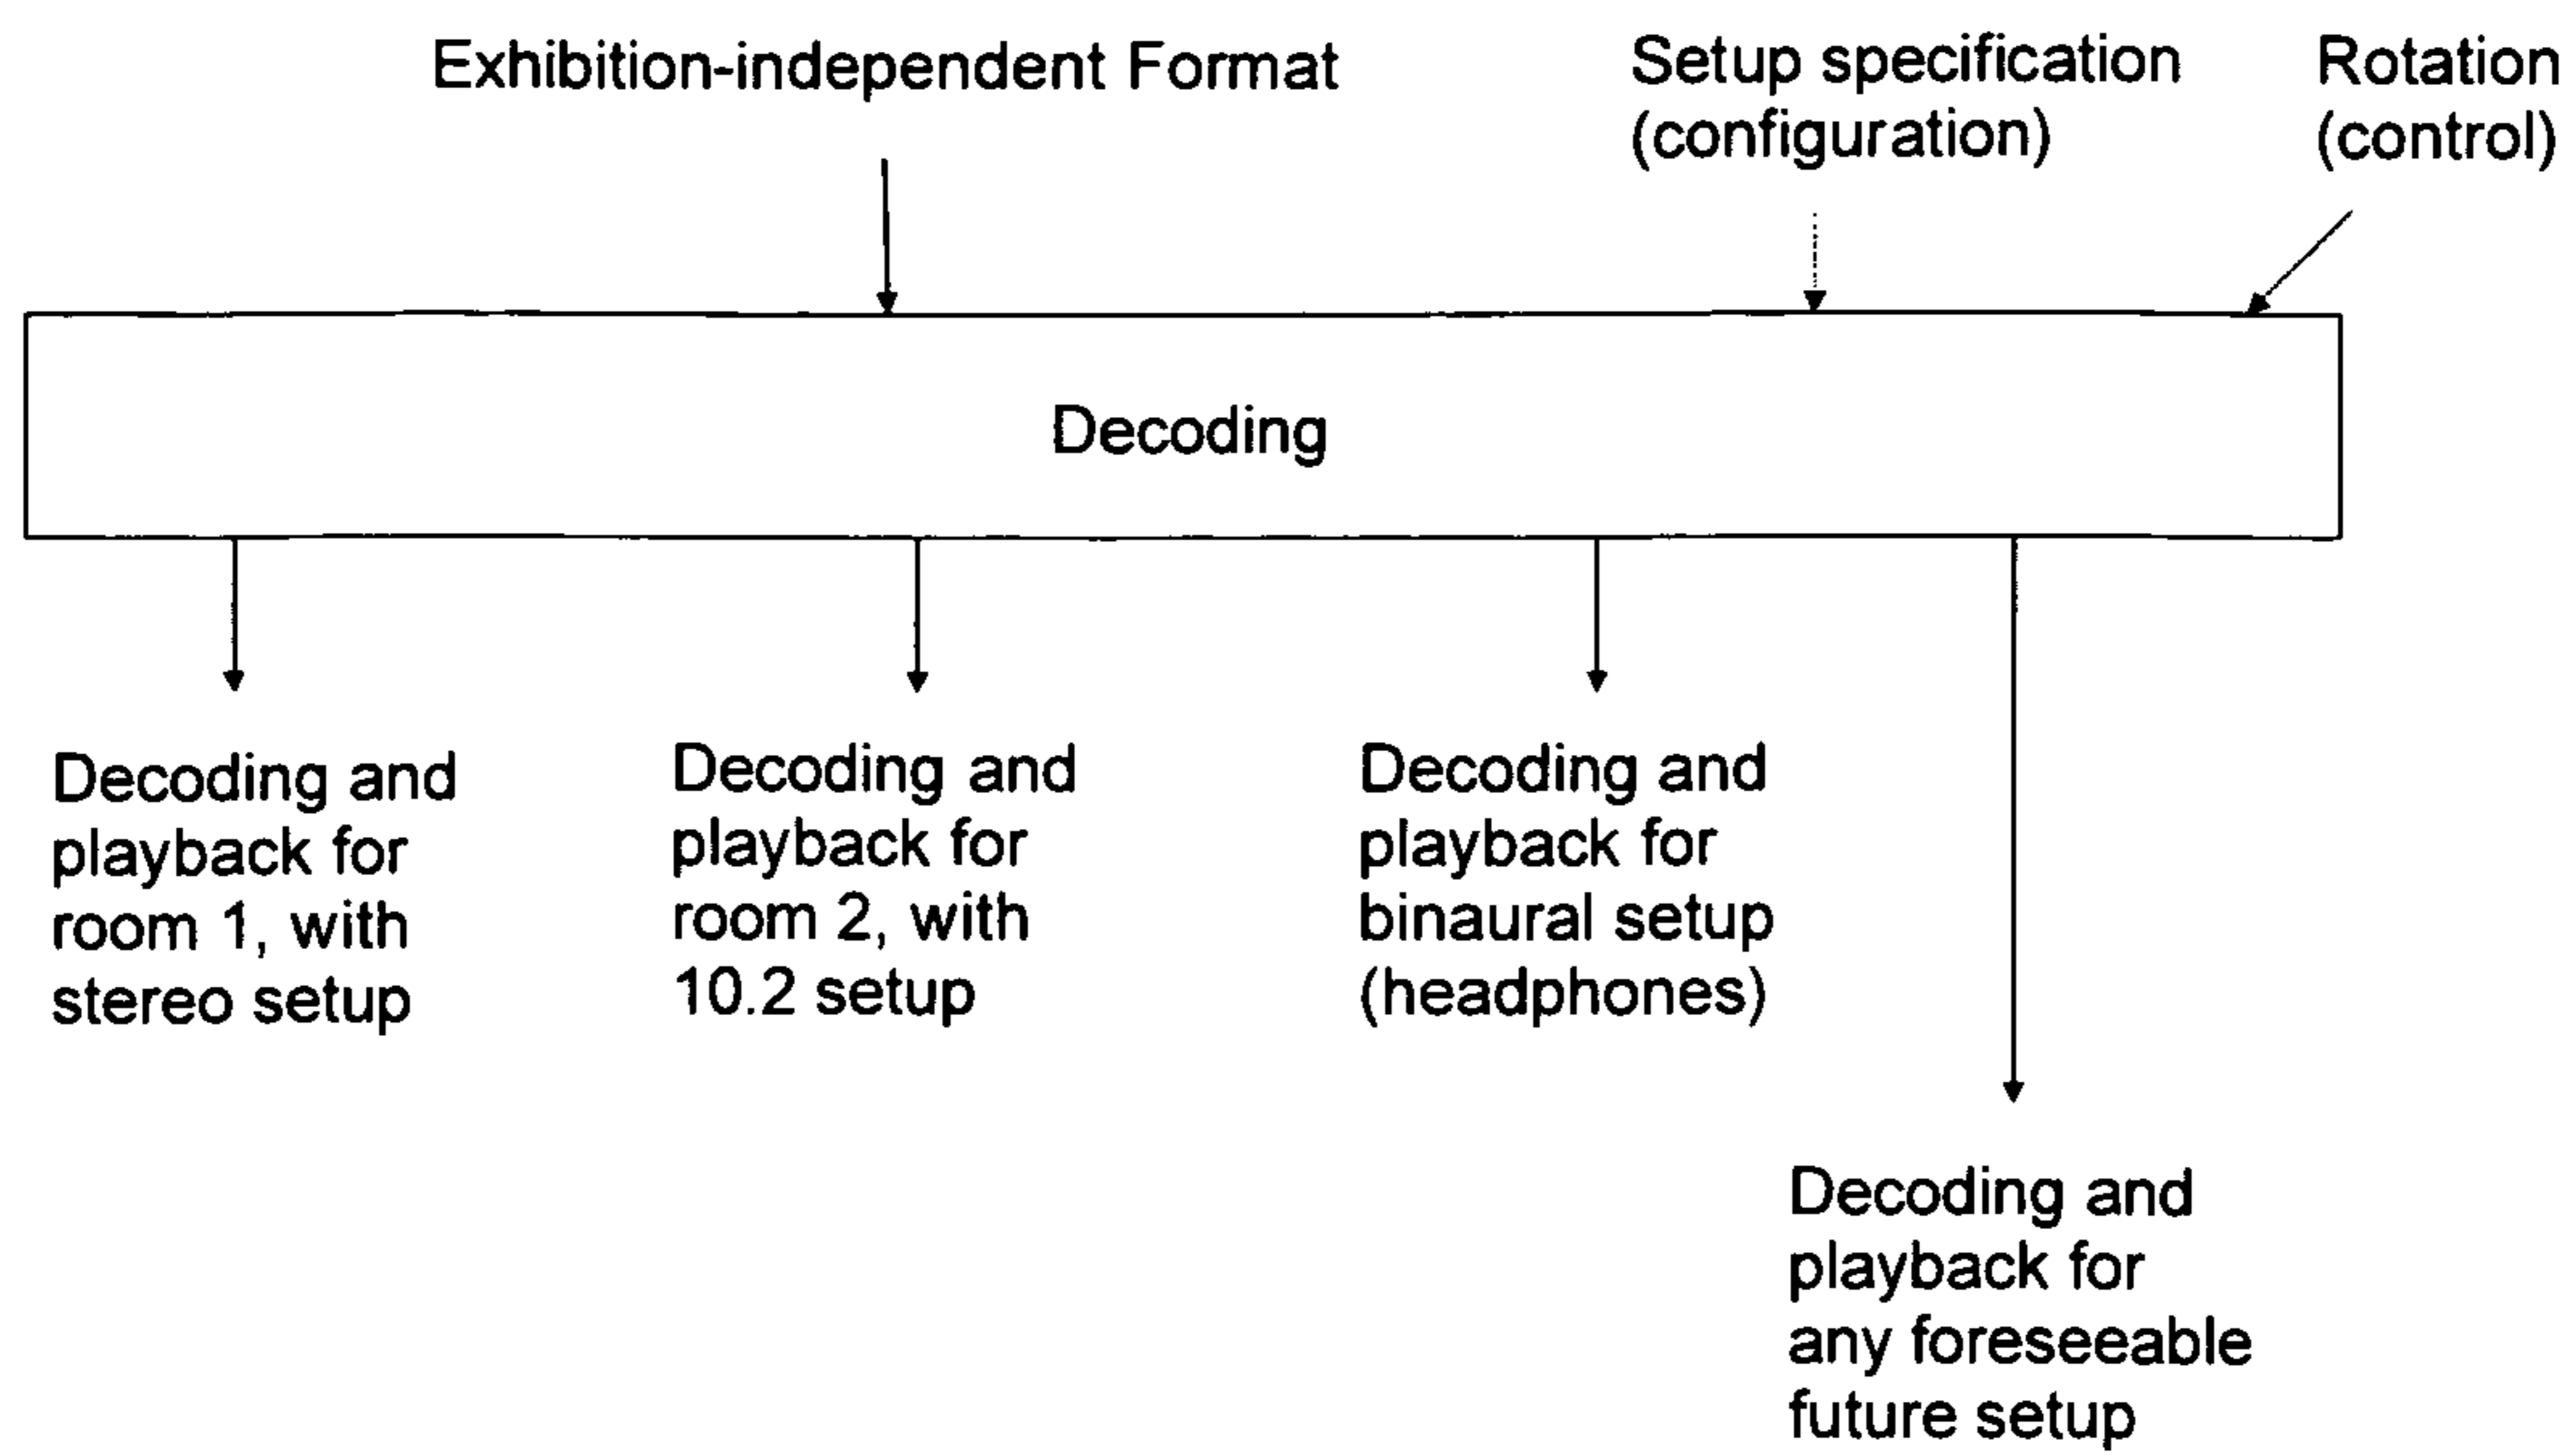 Exhibition-independent Format
Setup specification
(configuration)
Rotation
(control)
Decoding
Decoding and
playback for
room 1, with
stereo setup
Decoding and
playback for
room 2, with
10.2 setup
Decoding and
playback for
binaural setup
(headphones)
Decoding and
playback for
any foreseeable
future setup